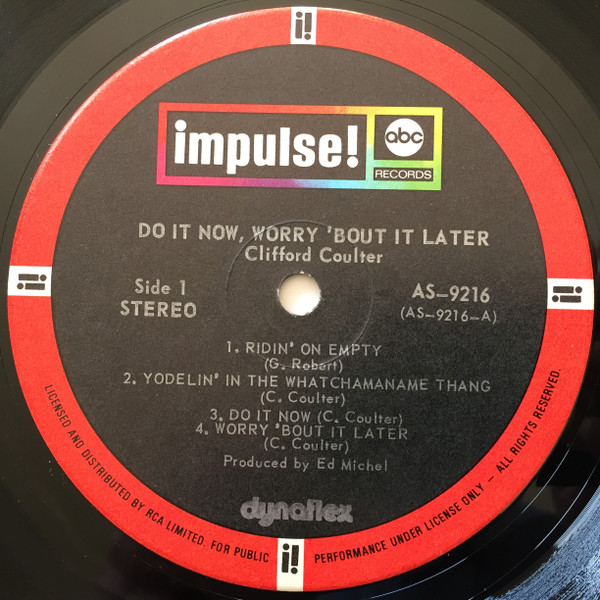 i!
impulse!
abc
RECORDS
DO IT NOW, WORRY 'BOUT IT LATER
Clifford Coulter
Side 1
STEREO
AS–9216
(AS–9216–A)
1. RIDIN' ON EMPTY
(G. Robert)
2. YODELIN' IN THE WHATCHAMANAME THANG
(C. Coulter)
3. DO IT NOW (C. Coulter)
4. WORRY 'BOUT IT LATER
(C. Coulter)
Produced by Ed Michel
dynaflex
i!
i!
LICENSED AND DISTRIBUTED BY RCA LIMITED. FOR PUBLIC
i!
PERFORMANCE UNDER LICENSE ONLY — ALL RIGHTS RESERVED.